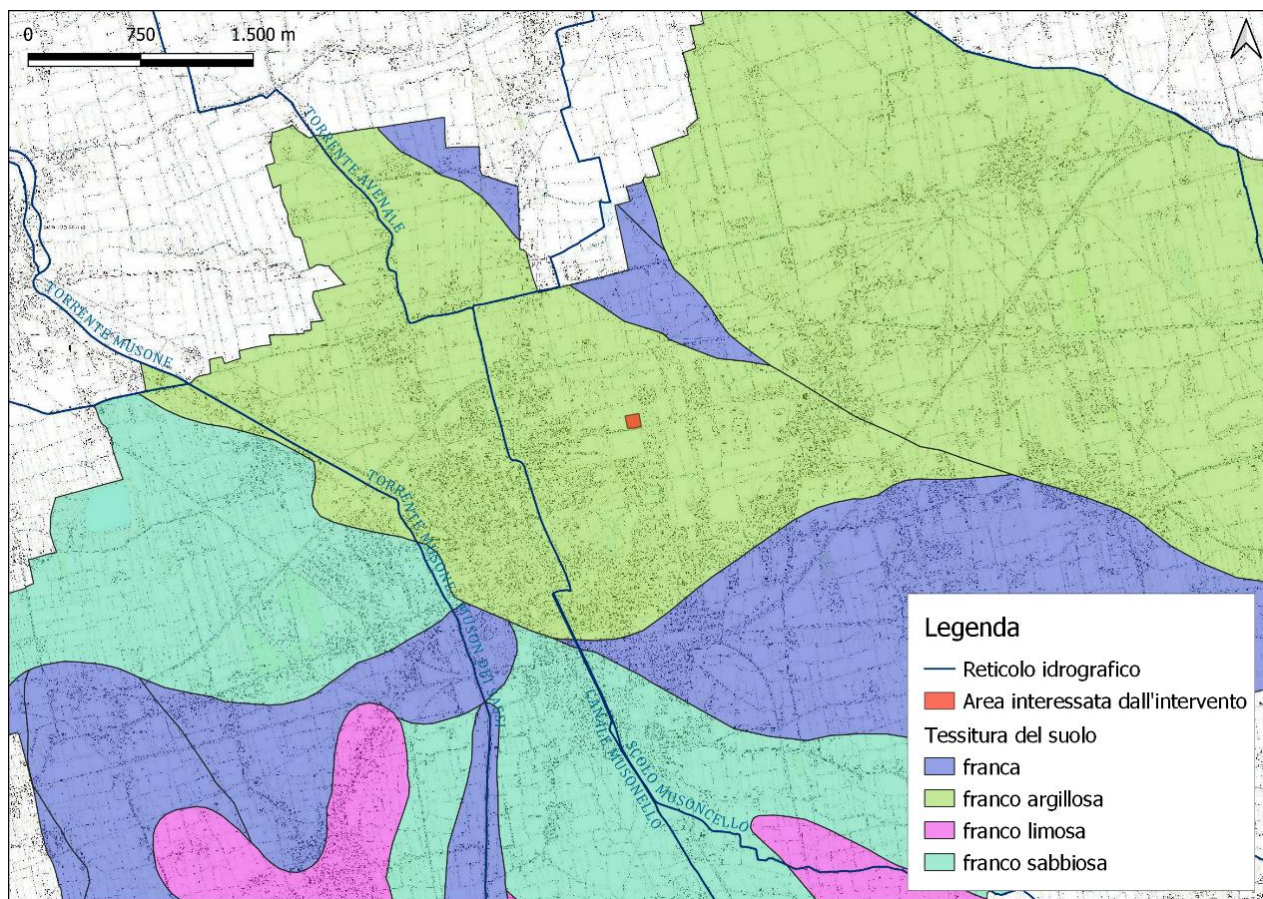 0 750 1.500 m
TORRENTE AVENALE
TORRENTE MUSONE
TORRENTE MUSONE - MUSON DEI SASSI
CANALE MUSONELLO
SCOLO MUSONCELLO
Legenda
Reticolo idrografico
Area interessata dall'intervento
Tessitura del suolo
franca
franco argillosa
franco limosa
franco sabbiosa